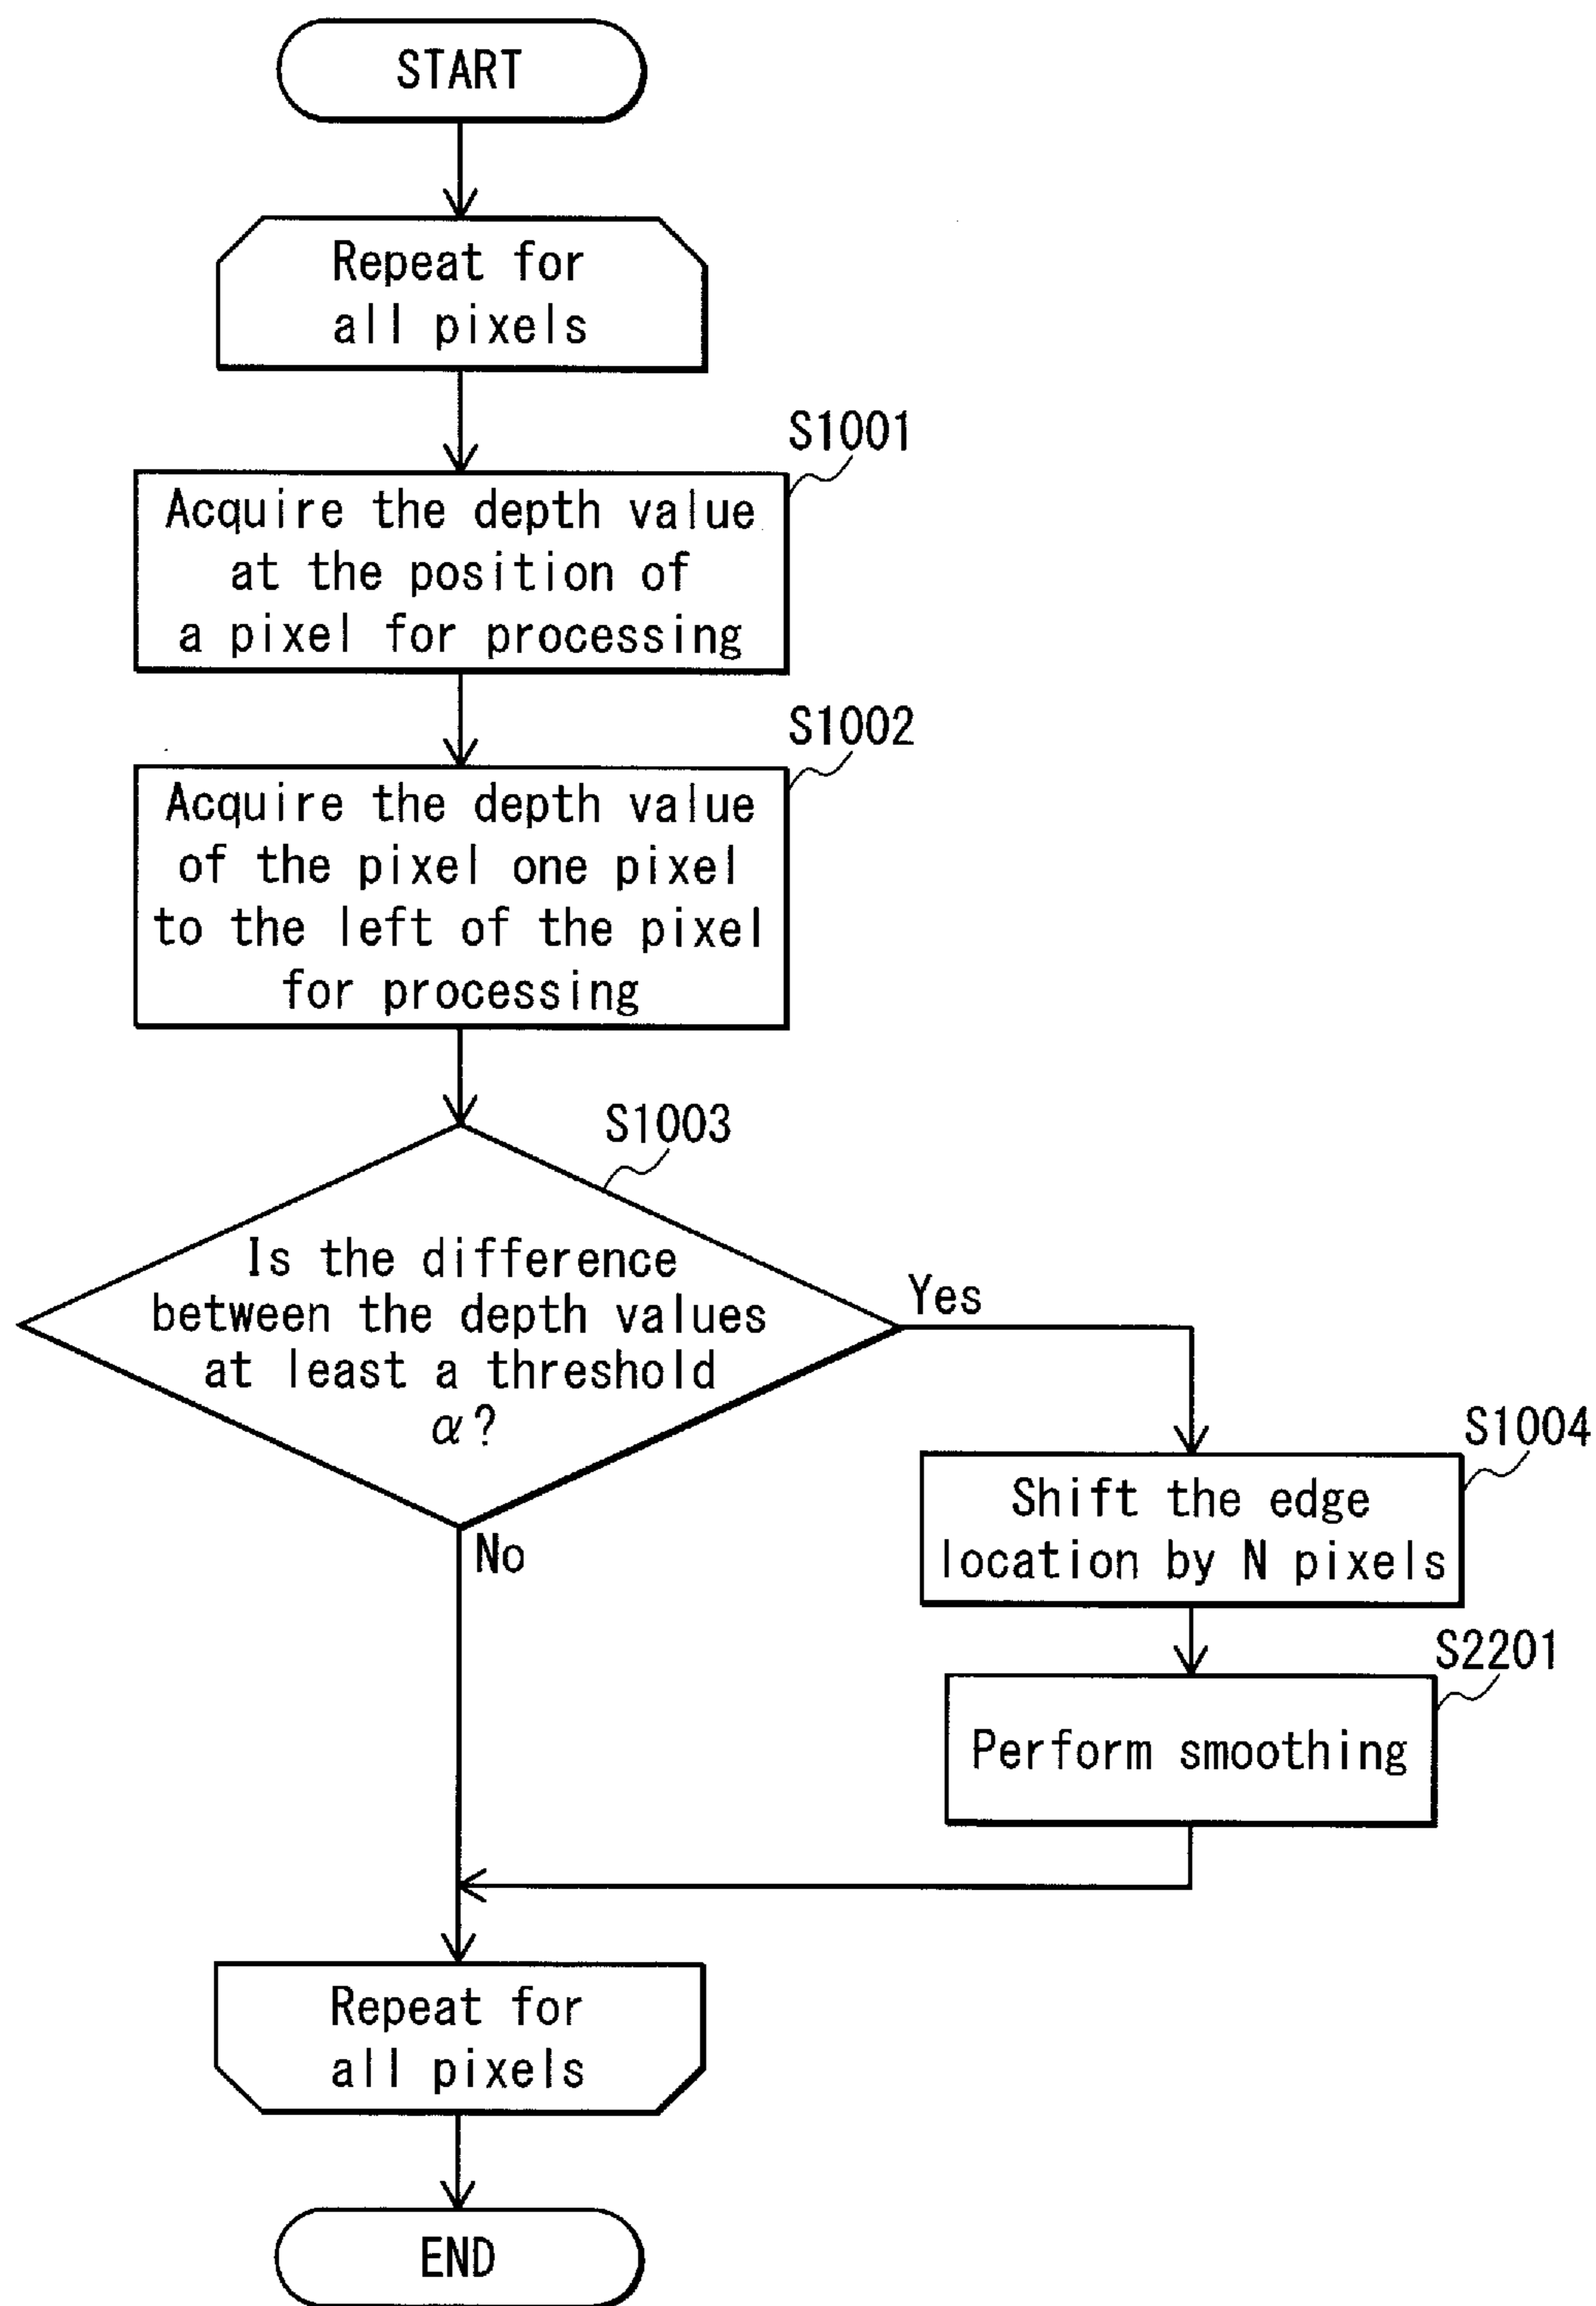 START
Repeat for
all pixels
S1001
Acquire the depth value
at the position of
a pixel for processing
S1002
Acquire the depth value
of the pixel one pixel
to the left of the pixel
for processing
S1003
Is the difference
between the depth values
at least a threshold
α?
Yes
No
S1004
Shift the edge
location by N pixels
S2201
Perform smoothing
Repeat for
all pixels
END